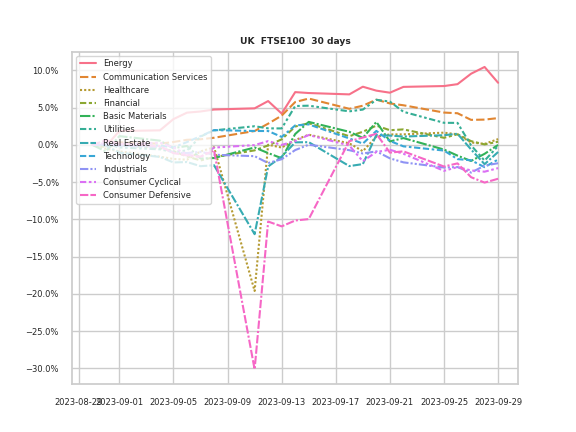 UK FTSE100 30 days
10.0%
5.0%
0.0%
−5.0%
−10.0%
−15.0%
−20.0%
−25.0%
−30.0%
Energy
Communication Services
Healthcare
Financial
Basic Materials
Utilities
Real Estate
Technology
Industrials
Consumer Cyclical
Consumer Defensive
2023-08-29 2023-09-01 2023-09-05 2023-09-09 2023-09-13 2023-09-17 2023-09-21 2023-09-25 2023-09-29